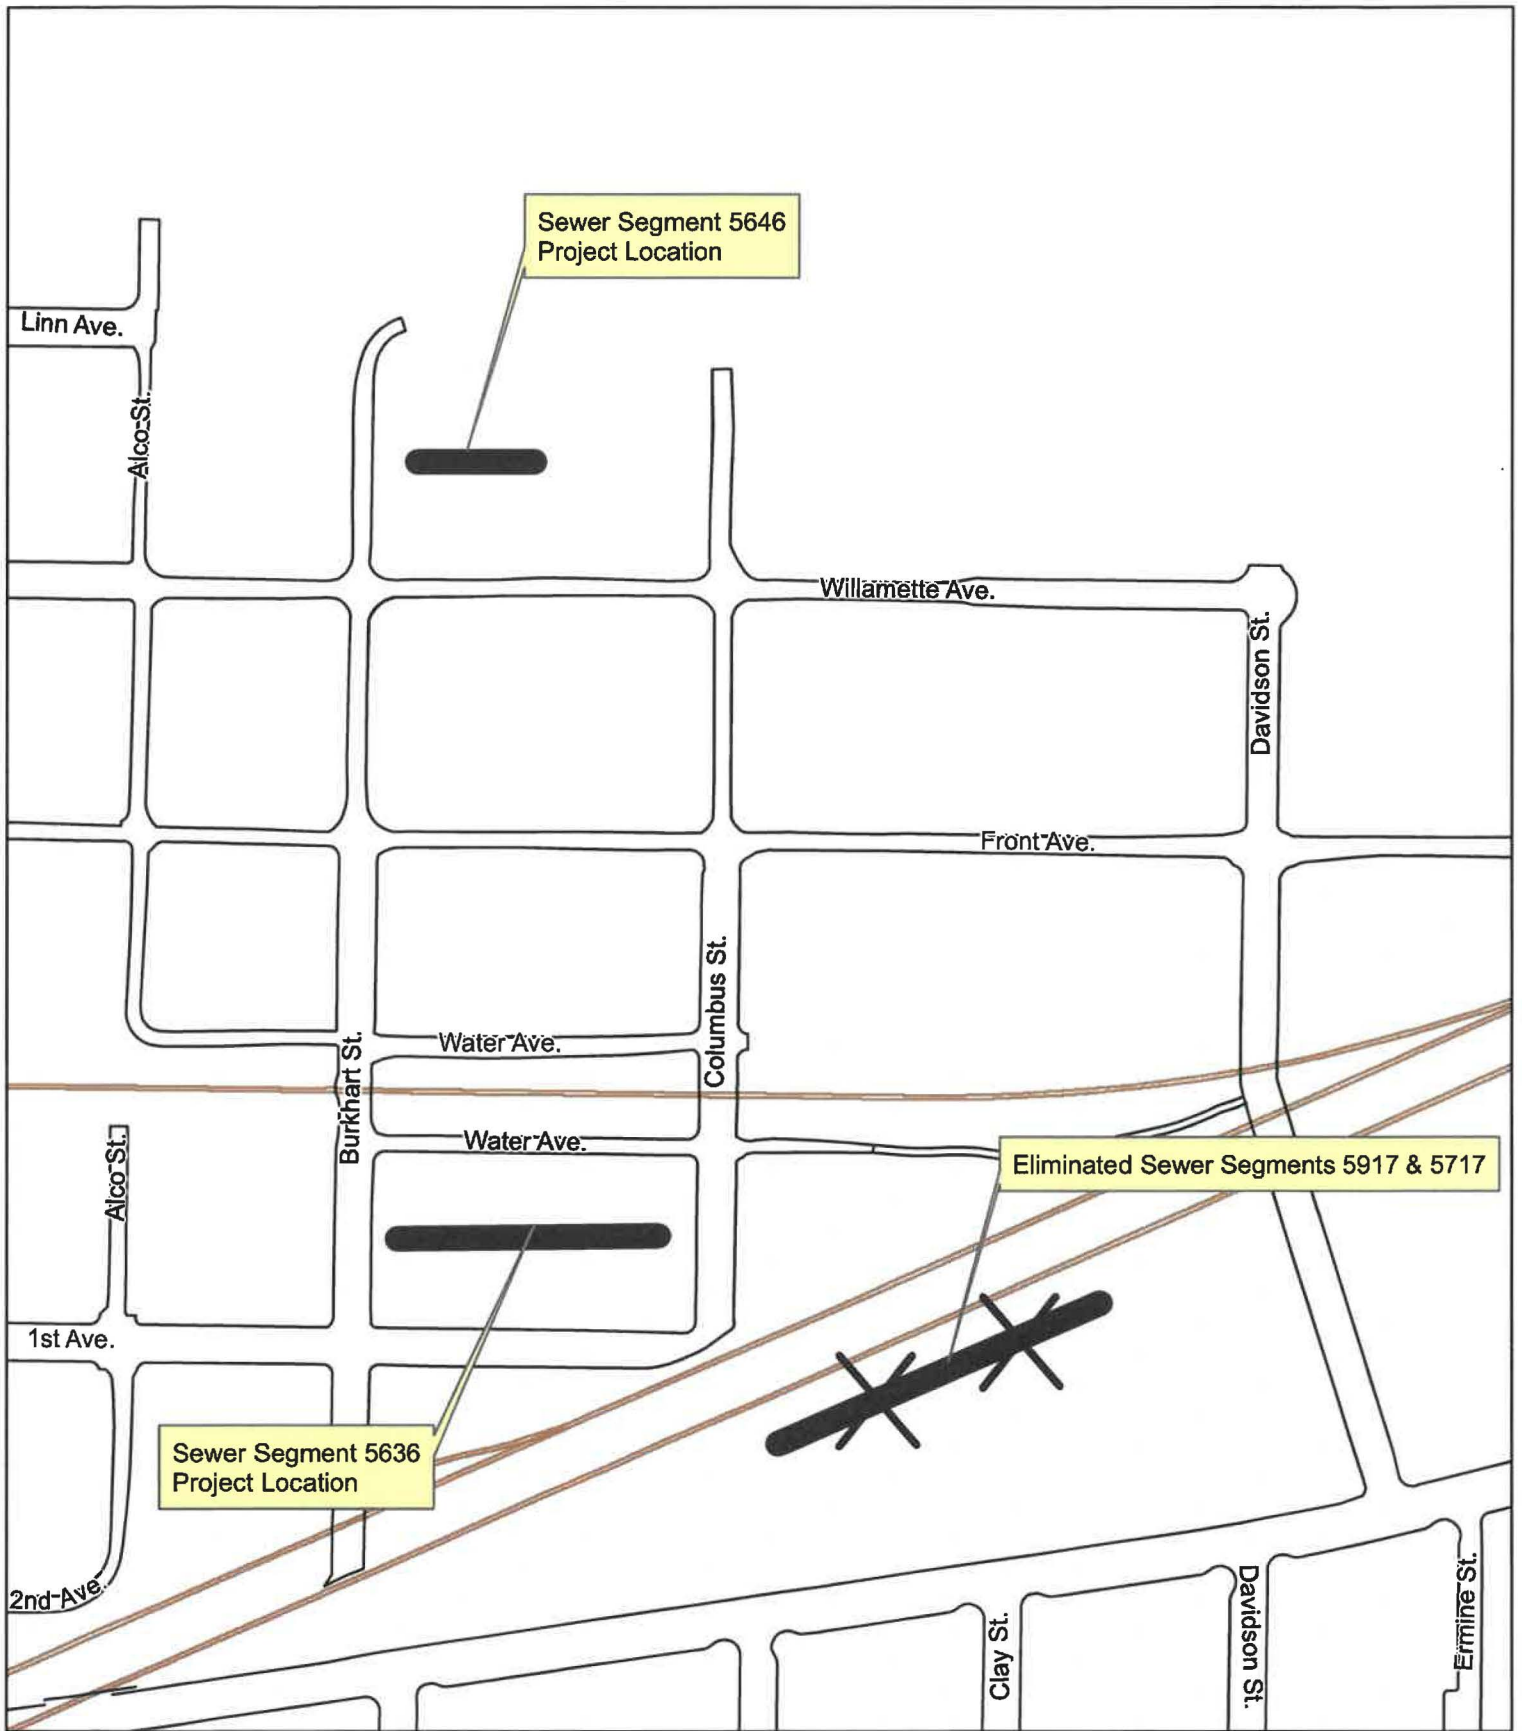 Sewer Segment 5646
Project Location
Linn Ave.
Alco St.
Willamette Ave.
Davidson St.
Front Ave.
Columbus St.
Water Ave.
Burkhart St.
Water Ave.
Alco St.
Eliminated Sewer Segments 5917 & 5717
1st Ave.
Sewer Segment 5636
Project Location
2nd Ave.
Clay St.
Davidson St.
Ermine St.